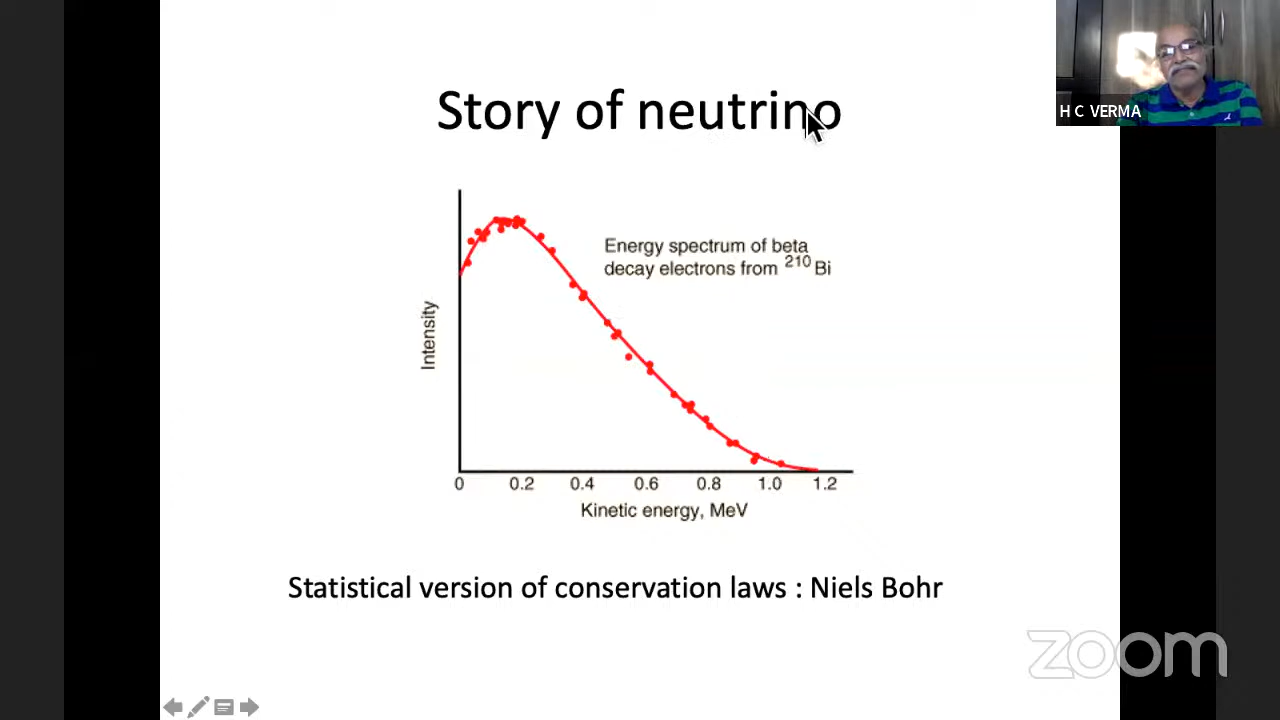 Story of neutrino
H C VERMA
Energy spectrum of beta
decay electrons from 210 Bi
Intensity
0 0.2 0.4 0.6 0.8 1.0 1.2
Kinetic energy, MeV
Statistical version of conservation laws : Niels Bohr
zoom